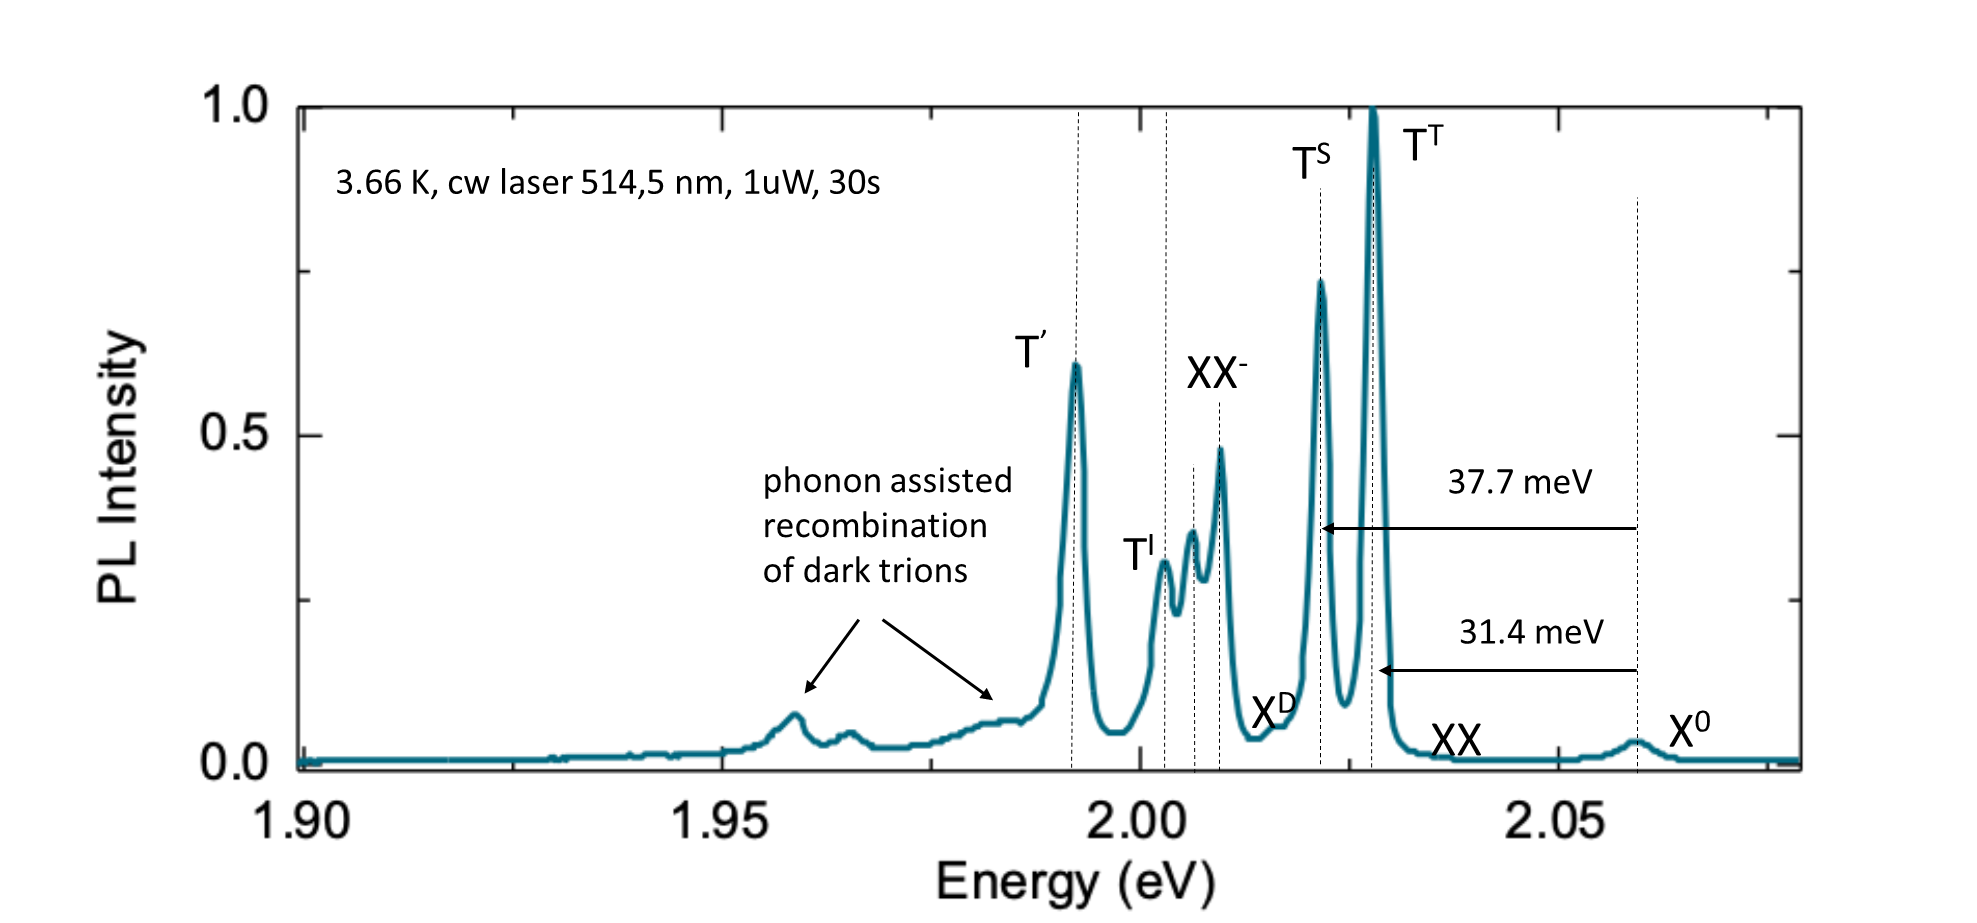 1.0
0.5
0.0
PL Intensity
3.66 K, cw laser 514,5 nm, 1uW, 30s
T^S
T^T
T′
XX⁻
T^I
phonon assisted
recombination
of dark trions
37.7 meV
31.4 meV
X^D
XX
X⁰
1.90 1.95 2.00 2.05
Energy (eV)